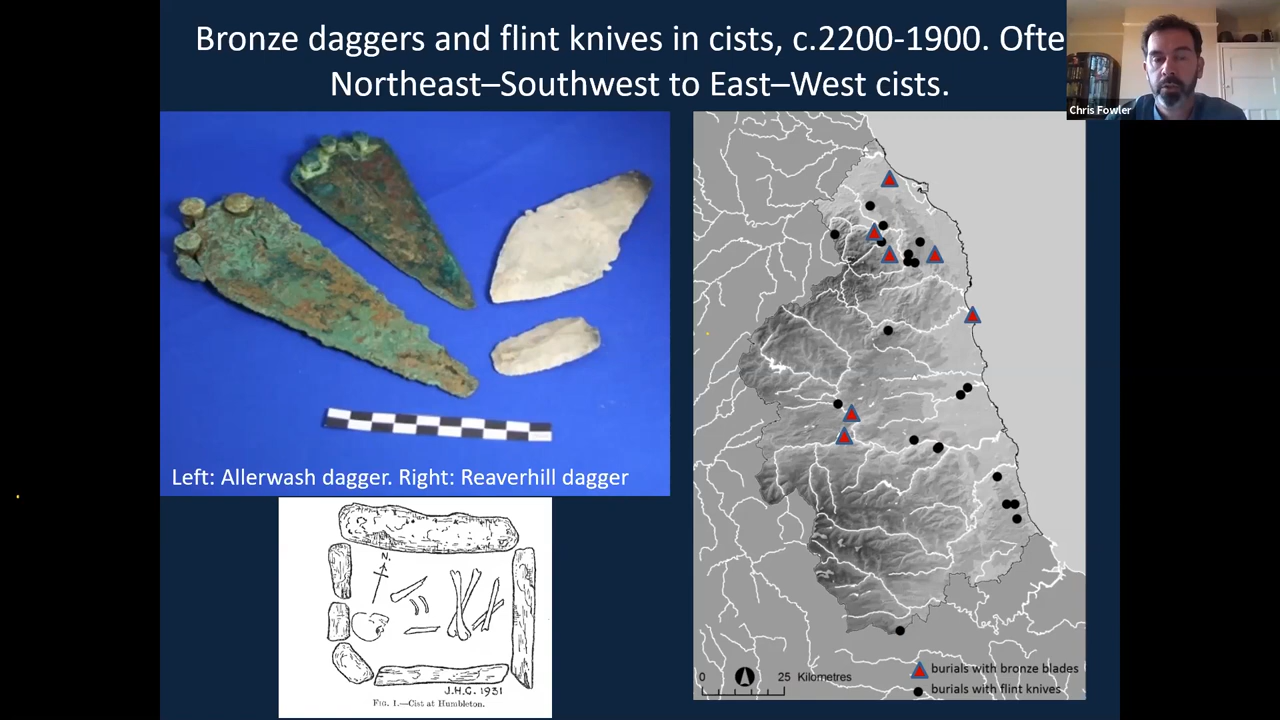 Bronze daggers and flint knives in cists, c.2200-1900. Ofte
Northeast–Southwest to East–West cists.
Chris Fowler
Left: Allerwash dagger. Right: Reaverhill dagger
N.
J.H.C. 1931
FIG. 1.—Cist at Humbleton.
0 25 Kilometres
burials with bronze blades
burials with flint knives